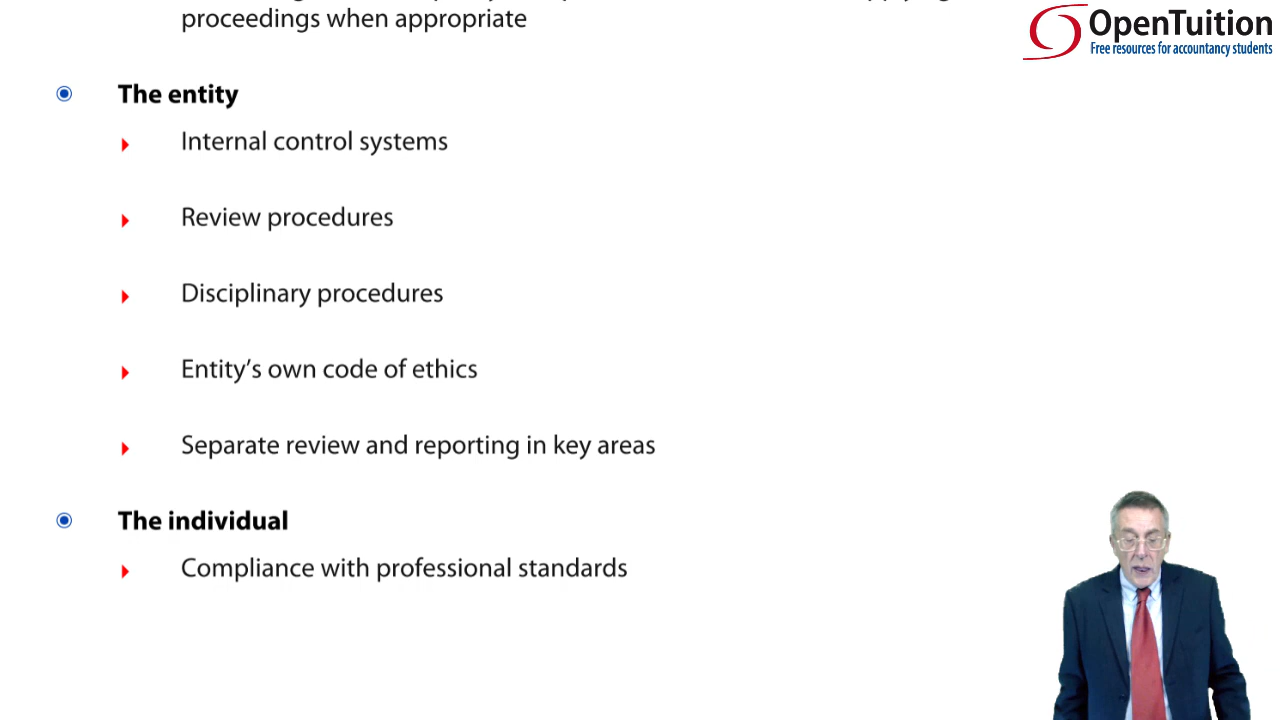 proceedings when appropriate
OpenTuition
Free resources for accountancy students
The entity
Internal control systems
Review procedures
Disciplinary procedures
Entity's own code of ethics
Separate review and reporting in key areas
The individual
Compliance with professional standards